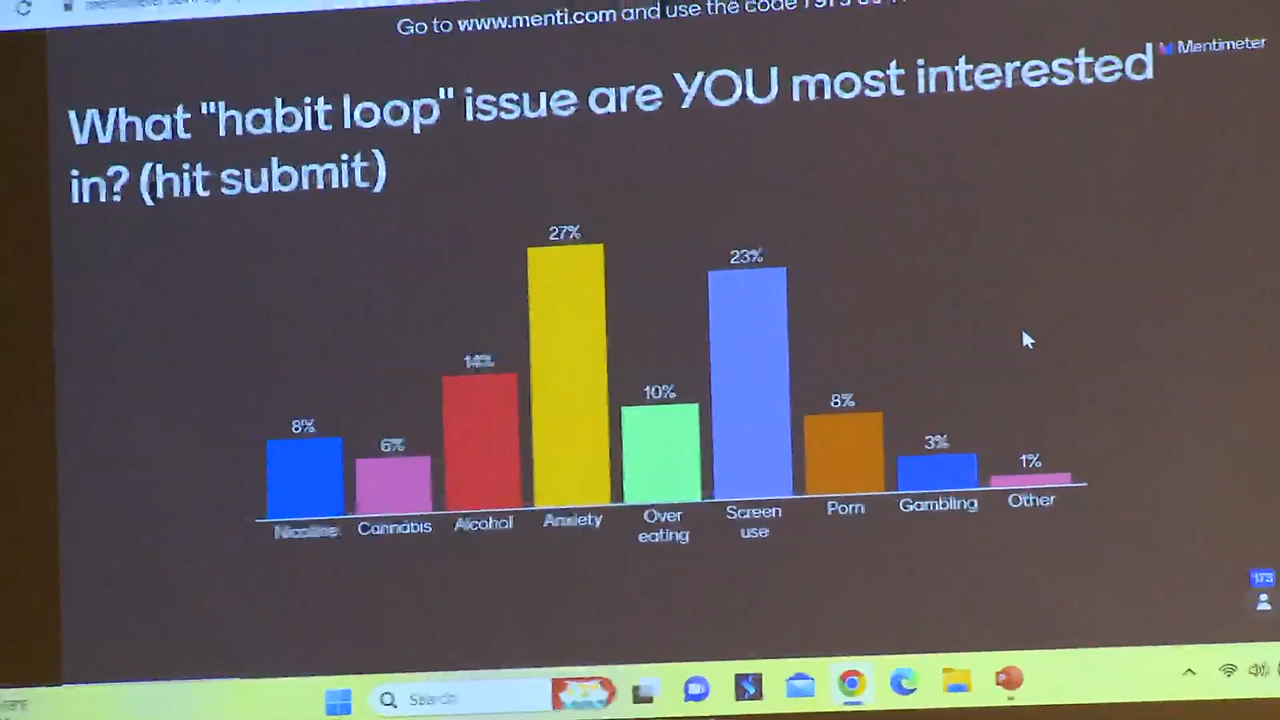 Go to www.menti.com and use the code
Mentimeter
What "habit loop" issue are YOU most interested
in? (hit submit)
27%
23%
14%
10%
8%
8%
6%
3%
1%
Nicotine
Cannabis
Alcohol
Anxiety
Over
eating
Screen
use
Porn
Gambling
Other
173
Search